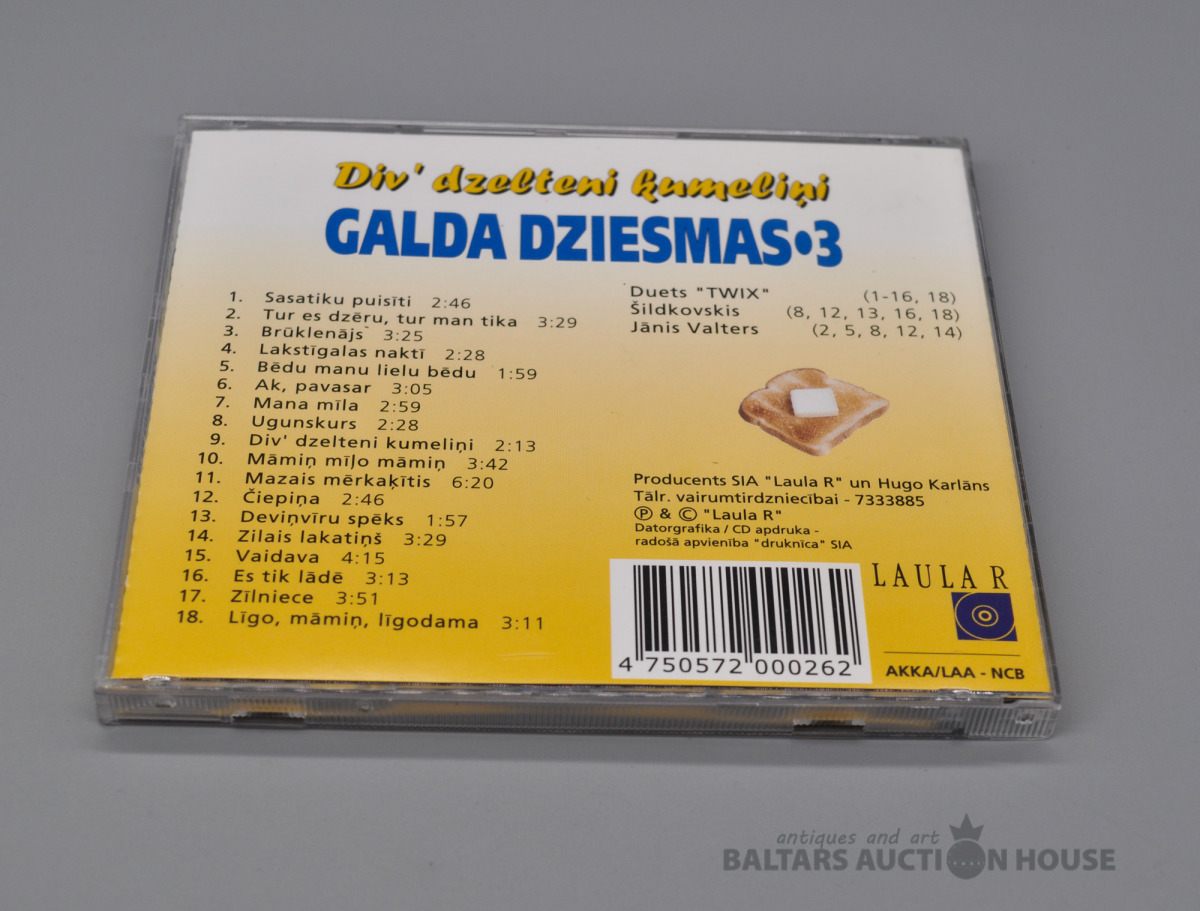 Div' dzelteni ķumeliņi
GALDA DZIESMAS•3
1. Sasatiku puisīti 2:46
2. Tur es dzēru, tur man tika 3:29
3. Brūklenājs 3:25
4. Lakstīgalas naktī 2:28
5. Bēdu manu lielu bēdu 1:59
6. Ak, pavasar 3:05
7. Mana mīla 2:59
8. Ugunskurs 2:28
9. Div' dzelteni kumeliņi 2:13
10. Māmiņ mīļo māmiņ 3:42
11. Mazais mērkaķītis 6:20
12. Čiepiņa 2:46
13. Deviņvīru spēks 1:57
14. Zilais lakatiņš 3:29
15. Vaidava 4:15
16. Es tik lādē 3:13
17. Zīlniece 3:51
18. Līgo, māmiņ, līgodama 3:11
Duets "TWIX" (1-16, 18)
Šildkovskis (8, 12, 13, 16, 18)
Jānis Valters (2, 5, 8, 12, 14)
Producents SIA "Laula R" un Hugo Karlāns
Tālr. vairumtirdzniecībai - 7333885
Ⓟ & © "Laula R"
Datorgrafika / CD apdruka -
radošā apvienība "druknīca" SIA
4 750572 000262
LAULA R
AKKA/LAA - NCB
antiques and art
BALTARS AUCTION HOUSE